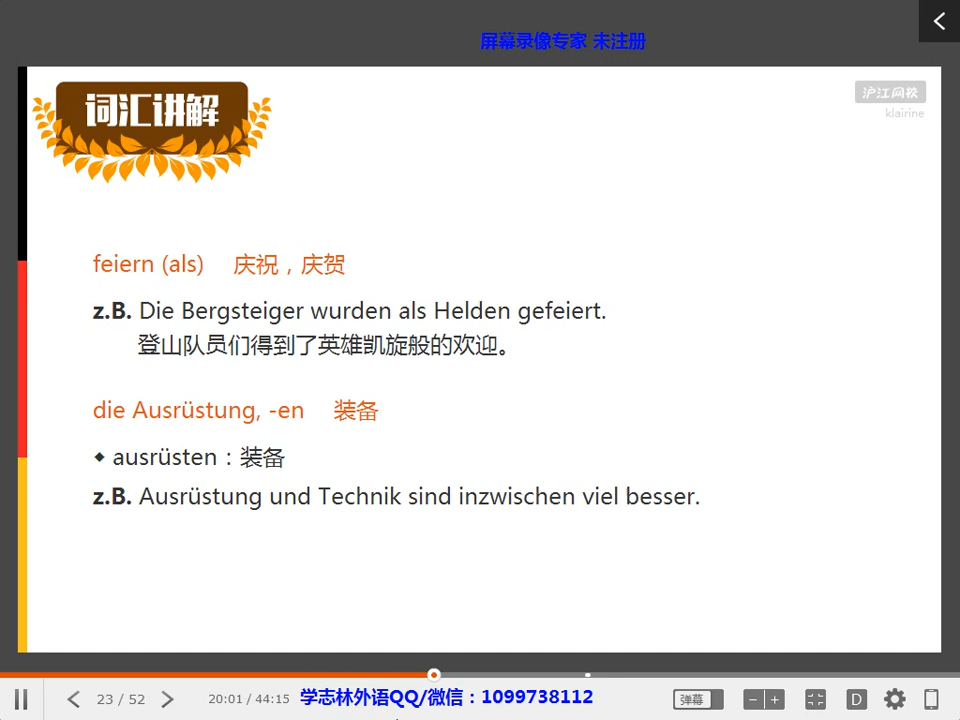 屏幕录像专家 未注册
词汇讲解
沪江网校
klairine
feiern (als) 庆祝，庆贺
z.B. Die Bergsteiger wurden als Helden gefeiert.
登山队员们得到了英雄凯旋般的欢迎。
die Ausrüstung, -en 装备
◆ ausrüsten：装备
z.B. Ausrüstung und Technik sind inzwischen viel besser.
23 / 52 20:01 / 44:15 学志林外语QQ/微信：1099738112 弹幕 D